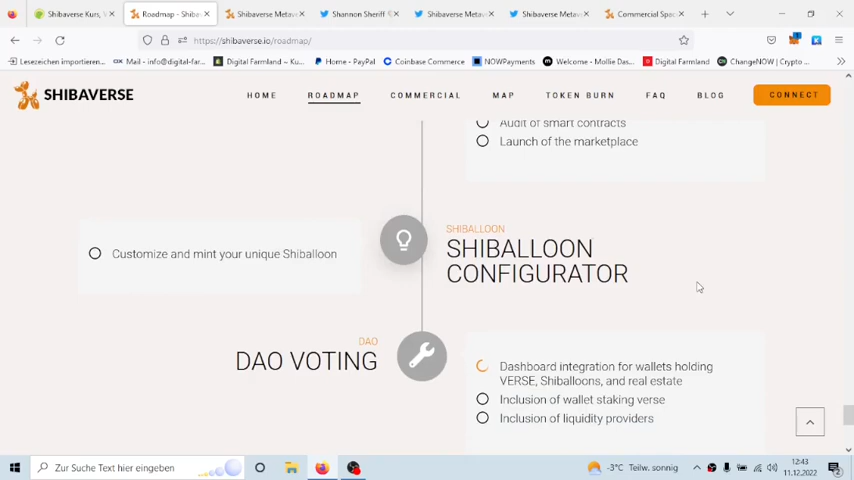 Shibaverse Kurs, V
Roadmap - Shiba
Shibaverse Metav
Shannon Sheriff
Shibaverse Metav
Shibaverse Metav
Commercial Spac
https://shibaverse.io/roadmap/
Lesezeichen importieren...
Mail - info@digital-far...
Digital Farmland – Ku...
Home - PayPal
Coinbase Commerce
NOWPayments
Welcome - Mollie Das...
Digital Farmland
ChangeNOW | Crypto ...
SHIBAVERSE
HOME
ROADMAP
COMMERCIAL
MAP
TOKEN BURN
FAQ
BLOG
CONNECT
Audit of smart contracts
Launch of the marketplace
SHIBALLOON
SHIBALLOON
CONFIGURATOR
Customize and mint your unique Shiballoon
DAO
DAO VOTING
Dashboard integration for wallets holding
VERSE, Shiballoons, and real estate
Inclusion of wallet staking verse
Inclusion of liquidity providers
Zur Suche Text hier eingeben
-3°C Teilw. sonnig
12:43
11.12.2022